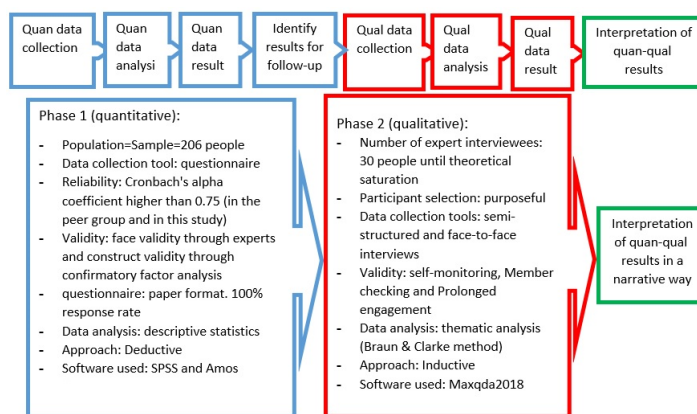 Quan data
collection
Quan
data
analysi
Quan
data
result
Identify
results for
follow-up
Qual data
collection
Qual
data
analysis
Qual
data
result
Interpretation of
quan-qual
results
Phase 1 (quantitative):
- Population=Sample=206 people
- Data collection tool: questionnaire
- Reliability: Cronbach's alpha
coefficient higher than 0.75 (in the
peer group and in this study)
- Validity: face validity through experts
and construct validity through
confirmatory factor analysis
- questionnaire: paper format. 100%
response rate
- Data analysis: descriptive statistics
- Approach: Deductive
- Software used: SPSS and Amos
Phase 2 (qualitative):
- Number of expert interviewees:
30 people until theoretical
saturation
- Participant selection: purposeful
- Data collection tools: semi-
structured and face-to-face
interviews
- Validity: self-monitoring, Member
checking and Prolonged
engagement
- Data analysis: thematic analysis
(Braun & Clarke method)
- Approach: Inductive
- Software used: Maxqda2018
Interpretation
of quan-qual
results in a
narrative way